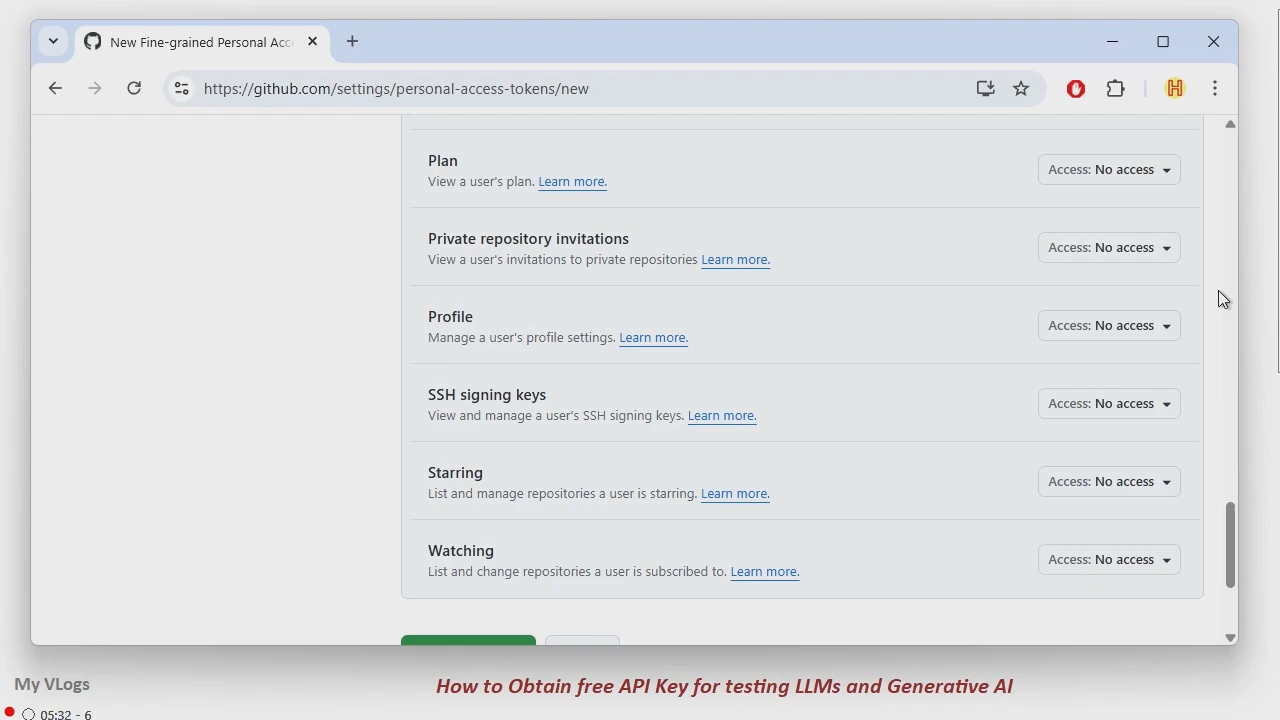 New Fine-grained Personal Acc
https://github.com/settings/personal-access-tokens/new
Plan
View a user's plan. Learn more.
Access: No access
Private repository invitations
View a user's invitations to private repositories Learn more.
Access: No access
Profile
Manage a user's profile settings. Learn more.
Access: No access
SSH signing keys
View and manage a user's SSH signing keys. Learn more.
Access: No access
Starring
List and manage repositories a user is starring. Learn more.
Access: No access
Watching
List and change repositories a user is subscribed to. Learn more.
Access: No access
My VLogs
How to Obtain free API Key for testing LLMs and Generative AI
05:32 - 6